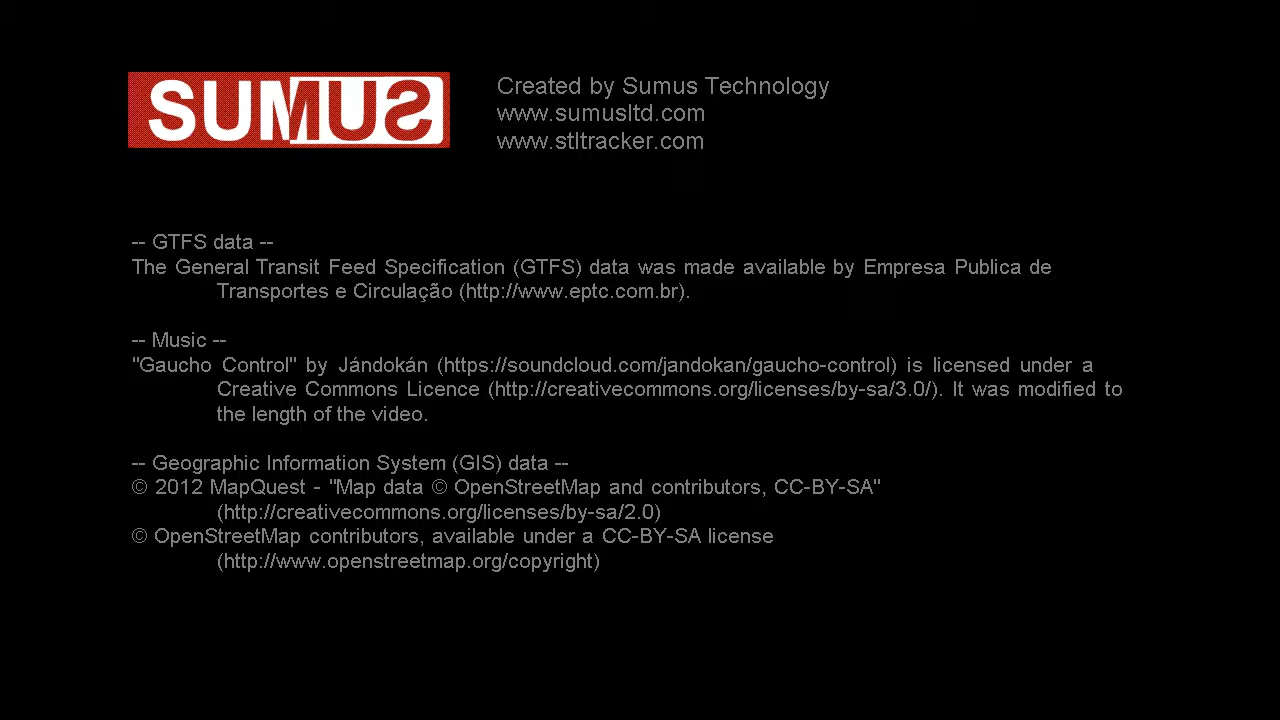 SUMUS
Created by Sumus Technology
www.sumusltd.com
www.stltracker.com
-- GTFS data --
The General Transit Feed Specification (GTFS) data was made available by Empresa Publica de
Transportes e Circulação (http://www.eptc.com.br).
-- Music --
"Gaucho Control" by Jándokán (https://soundcloud.com/jandokan/gaucho-control) is licensed under a
Creative Commons Licence (http://creativecommons.org/licenses/by-sa/3.0/). It was modified to
the length of the video.
-- Geographic Information System (GIS) data --
© 2012 MapQuest - "Map data © OpenStreetMap and contributors, CC-BY-SA"
(http://creativecommons.org/licenses/by-sa/2.0)
© OpenStreetMap contributors, available under a CC-BY-SA license
(http://www.openstreetmap.org/copyright)